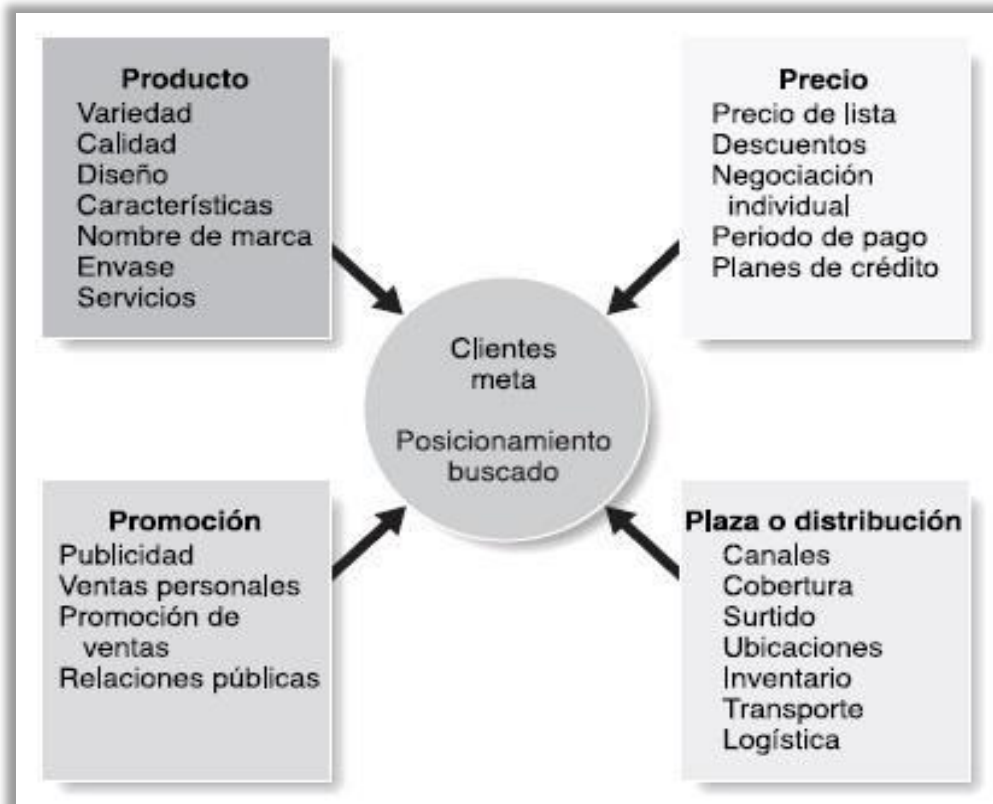 Producto
Variedad
Calidad
Diseño
Características
Nombre de marca
Envase
Servicios
Precio
Precio de lista
Descuentos
Negociación
individual
Periodo de pago
Planes de crédito
Clientes
meta
Posicionamiento
buscado
Promoción
Publicidad
Ventas personales
Promoción de
ventas
Relaciones públicas
Plaza o distribución
Canales
Cobertura
Surtido
Ubicaciones
Inventario
Transporte
Logística